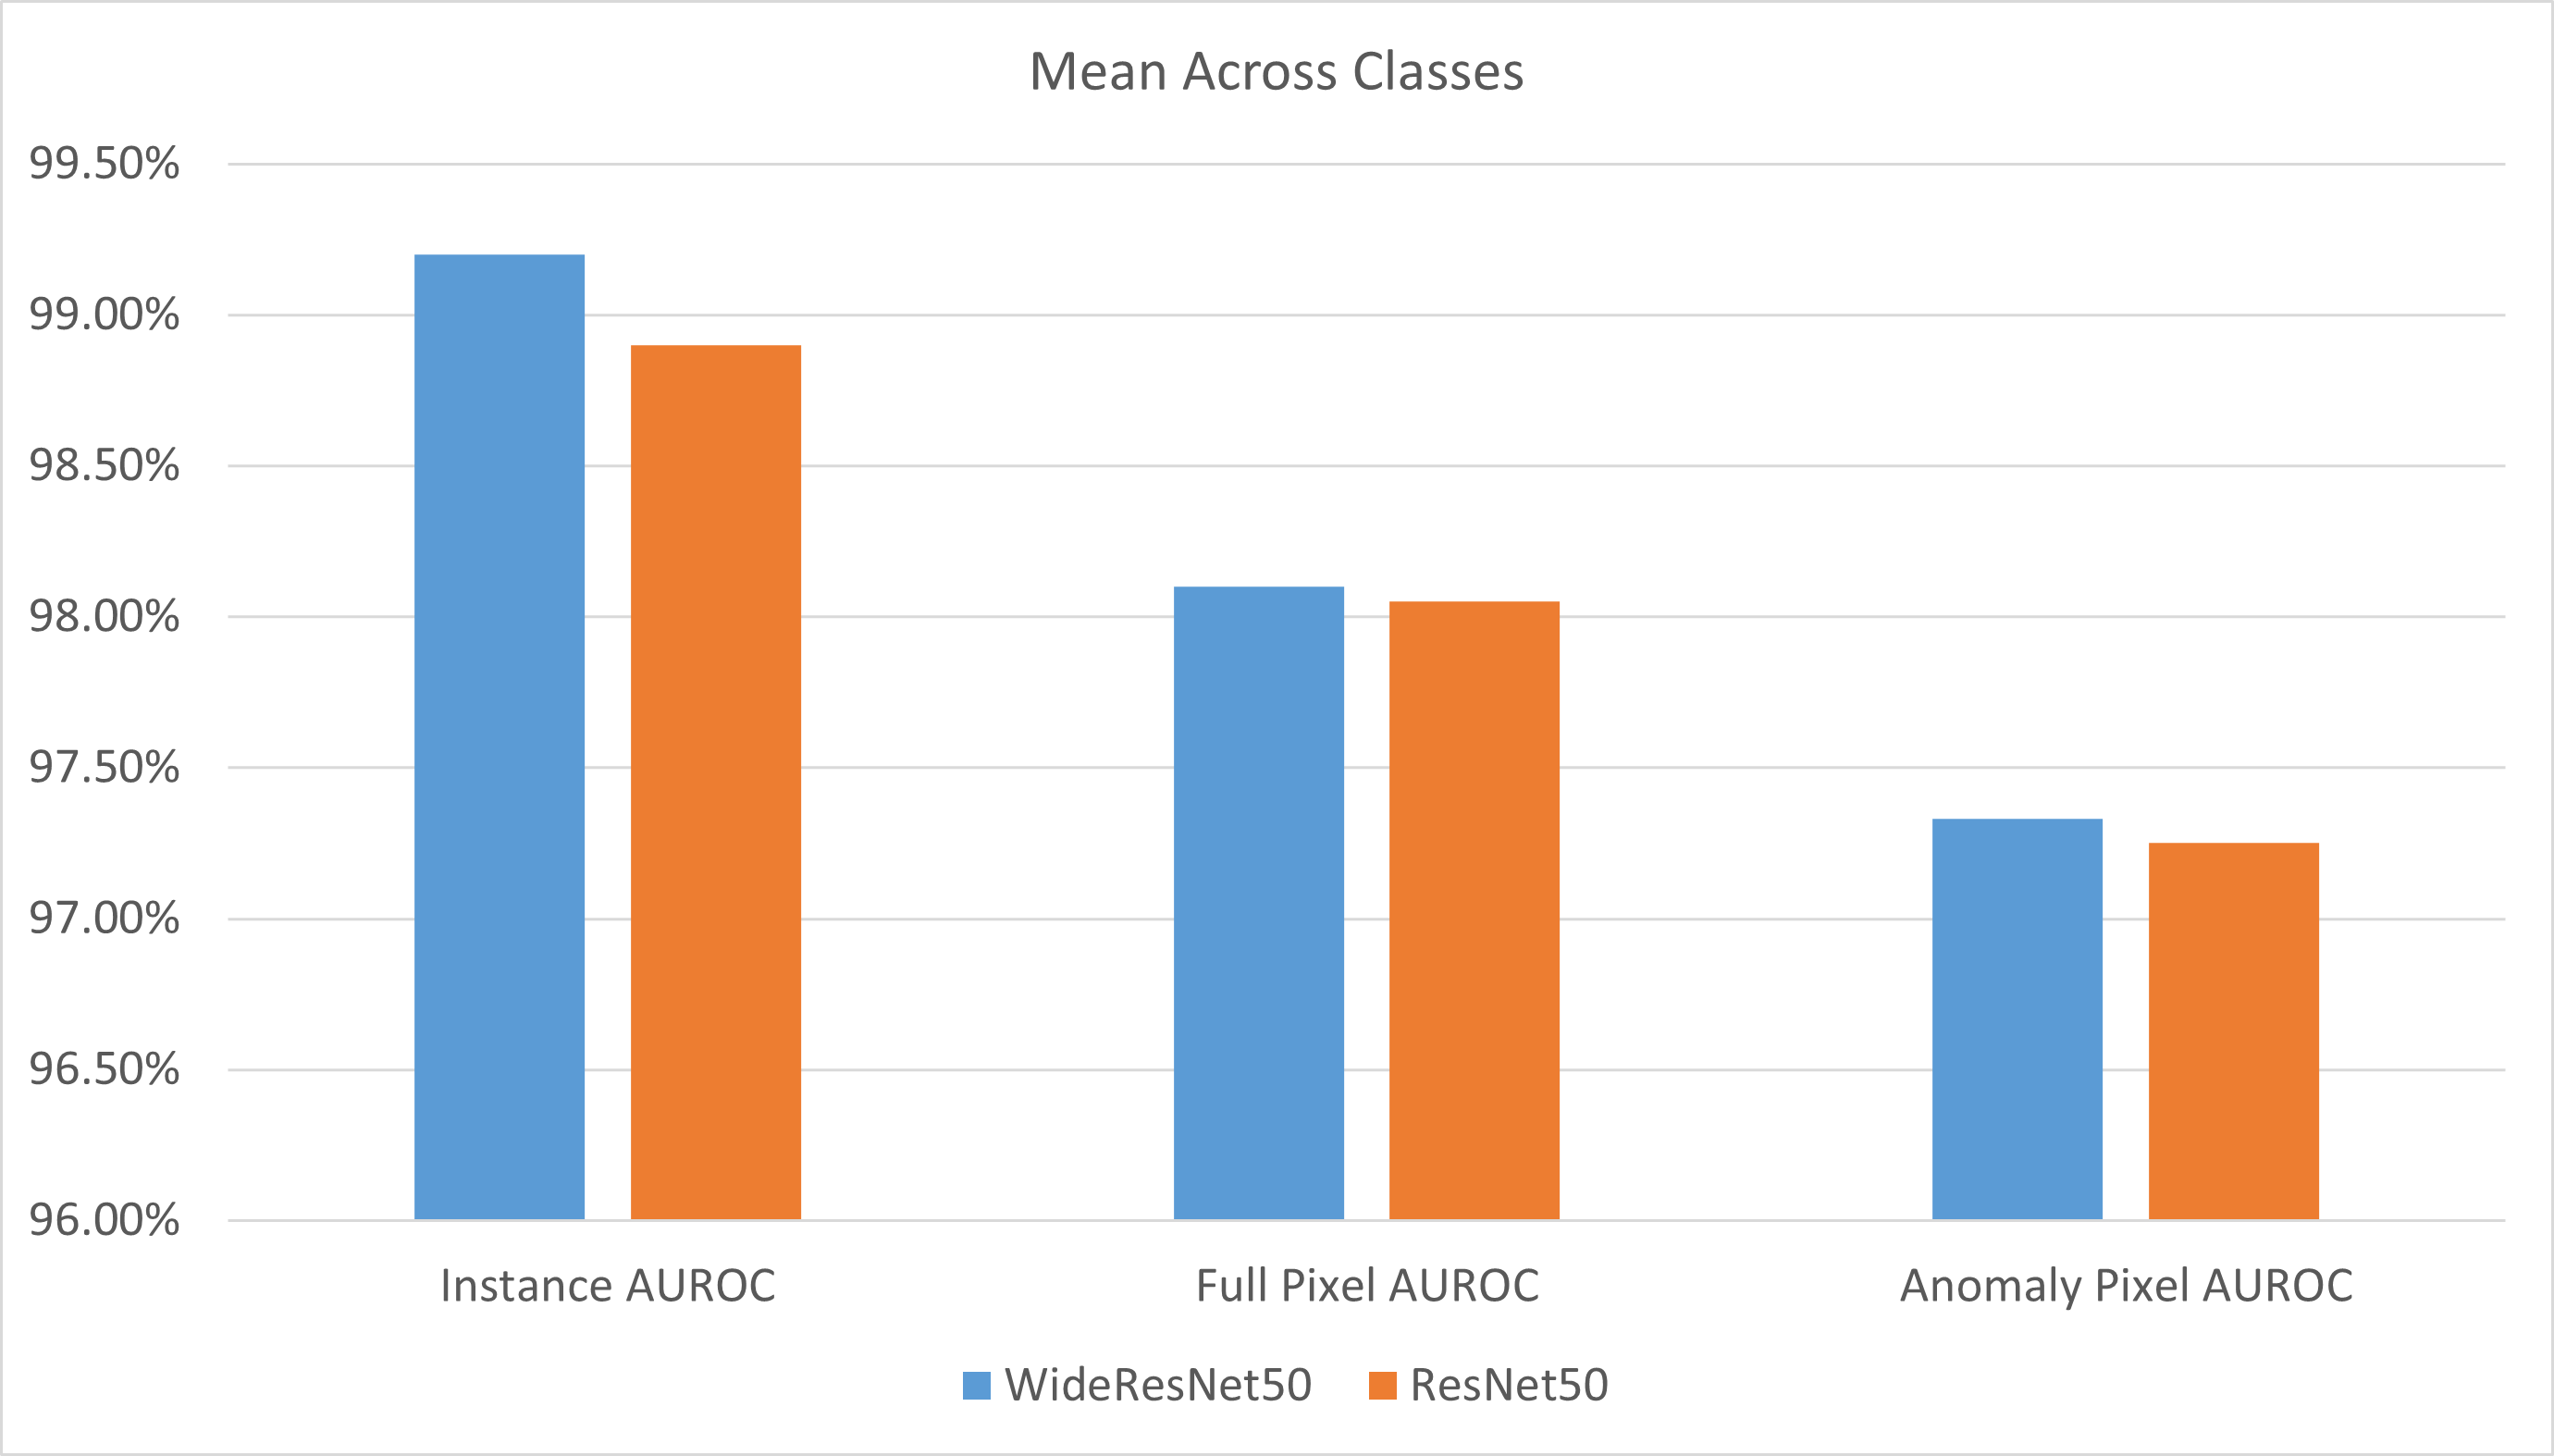 Mean Across Classes
99.50%
99.00%
98.50%
98.00%
97.50%
97.00%
96.50%
96.00%
Instance AUROC Full Pixel AUROC Anomaly Pixel AUROC
WideResNet50 ResNet50